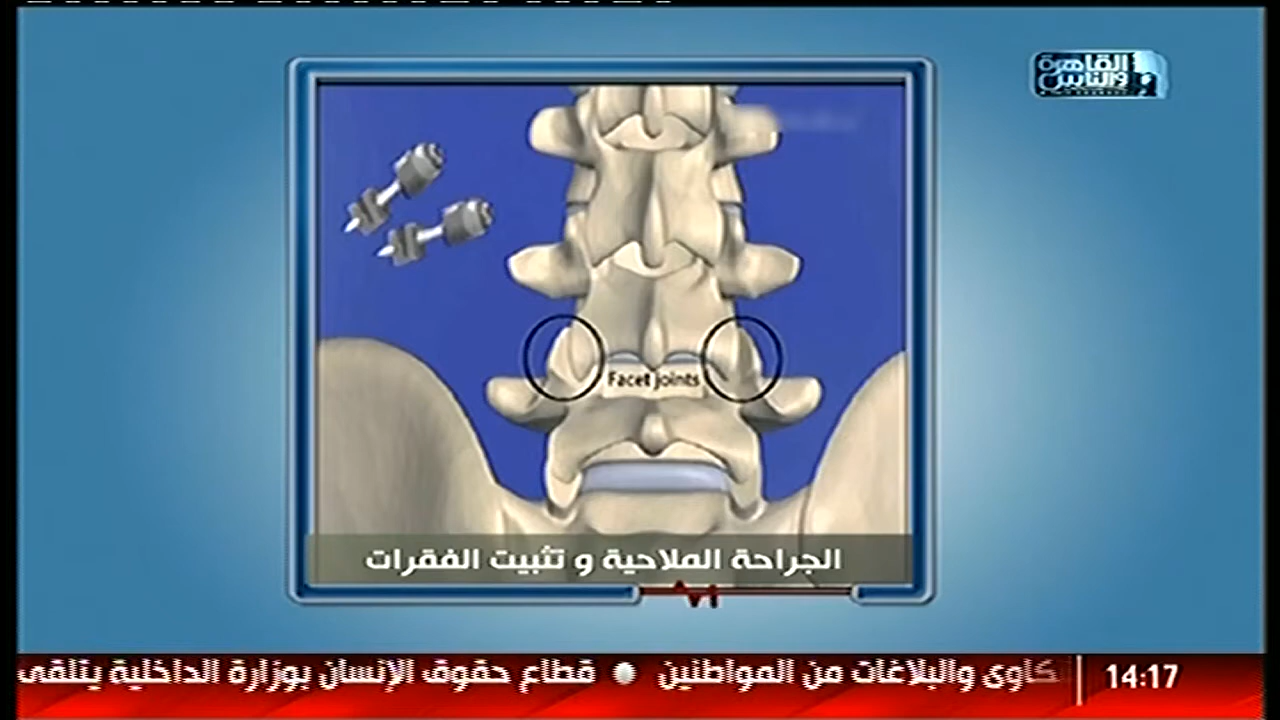 القاهرة
والناس
Facet joints
الجراحة الملاحية و تثبيت الفقرات
14:17
كاوى والبلاغات من المواطنين ● قطاع حقوق الإنسان بوزارة الداخلية يتلقى